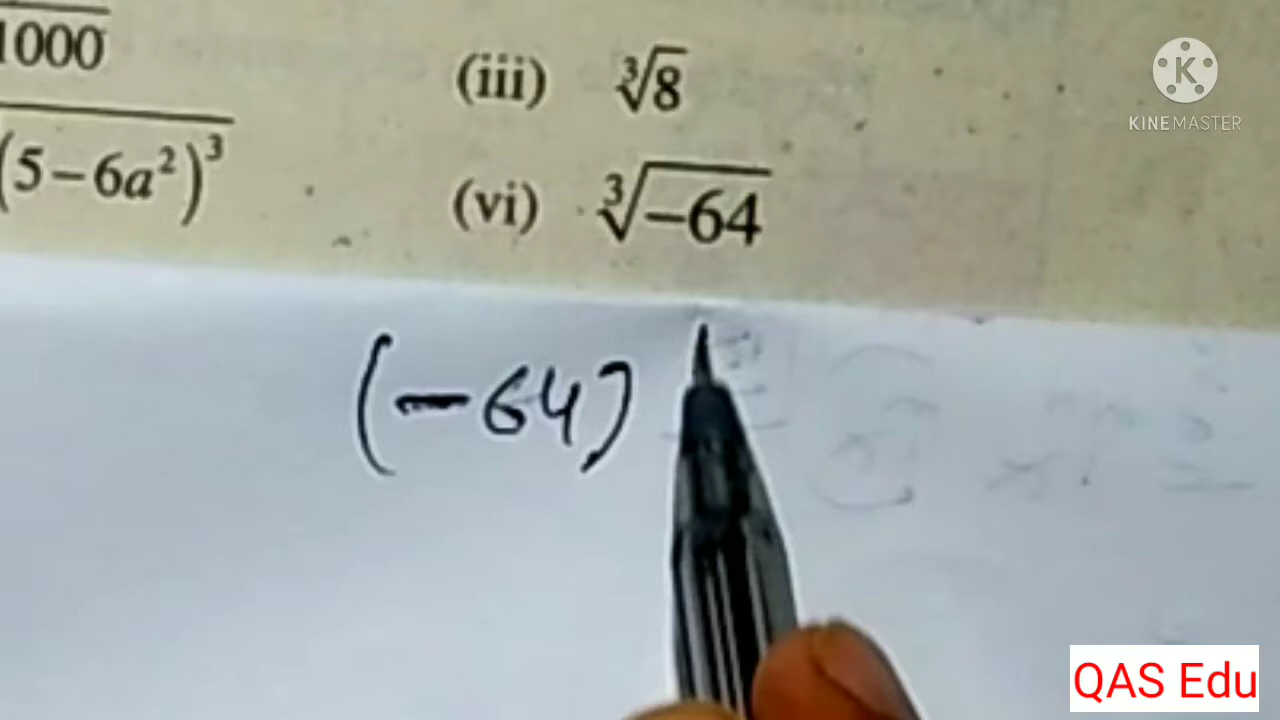 1000 (iii) ∛8
(5−6a²)³ (vi) ∛−64
(−64)
KINEMASTER
QAS Edu